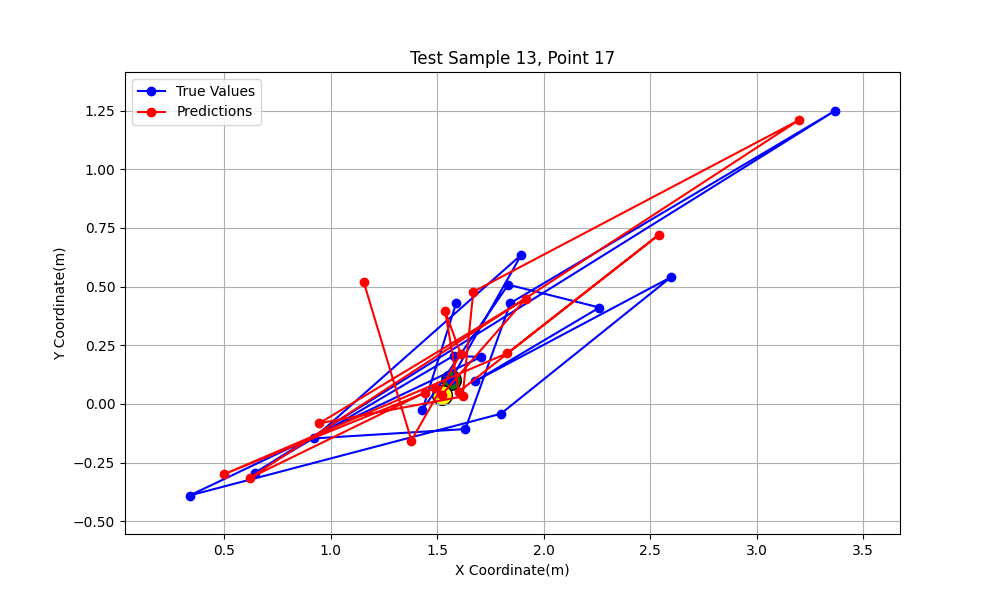 Test Sample 13, Point 17
True Values
Predictions
1.25
1.00
0.75
0.50
0.25
0.00
−0.25
−0.50
Y Coordinate(m)
0.5 1.0 1.5 2.0 2.5 3.0 3.5
X Coordinate(m)